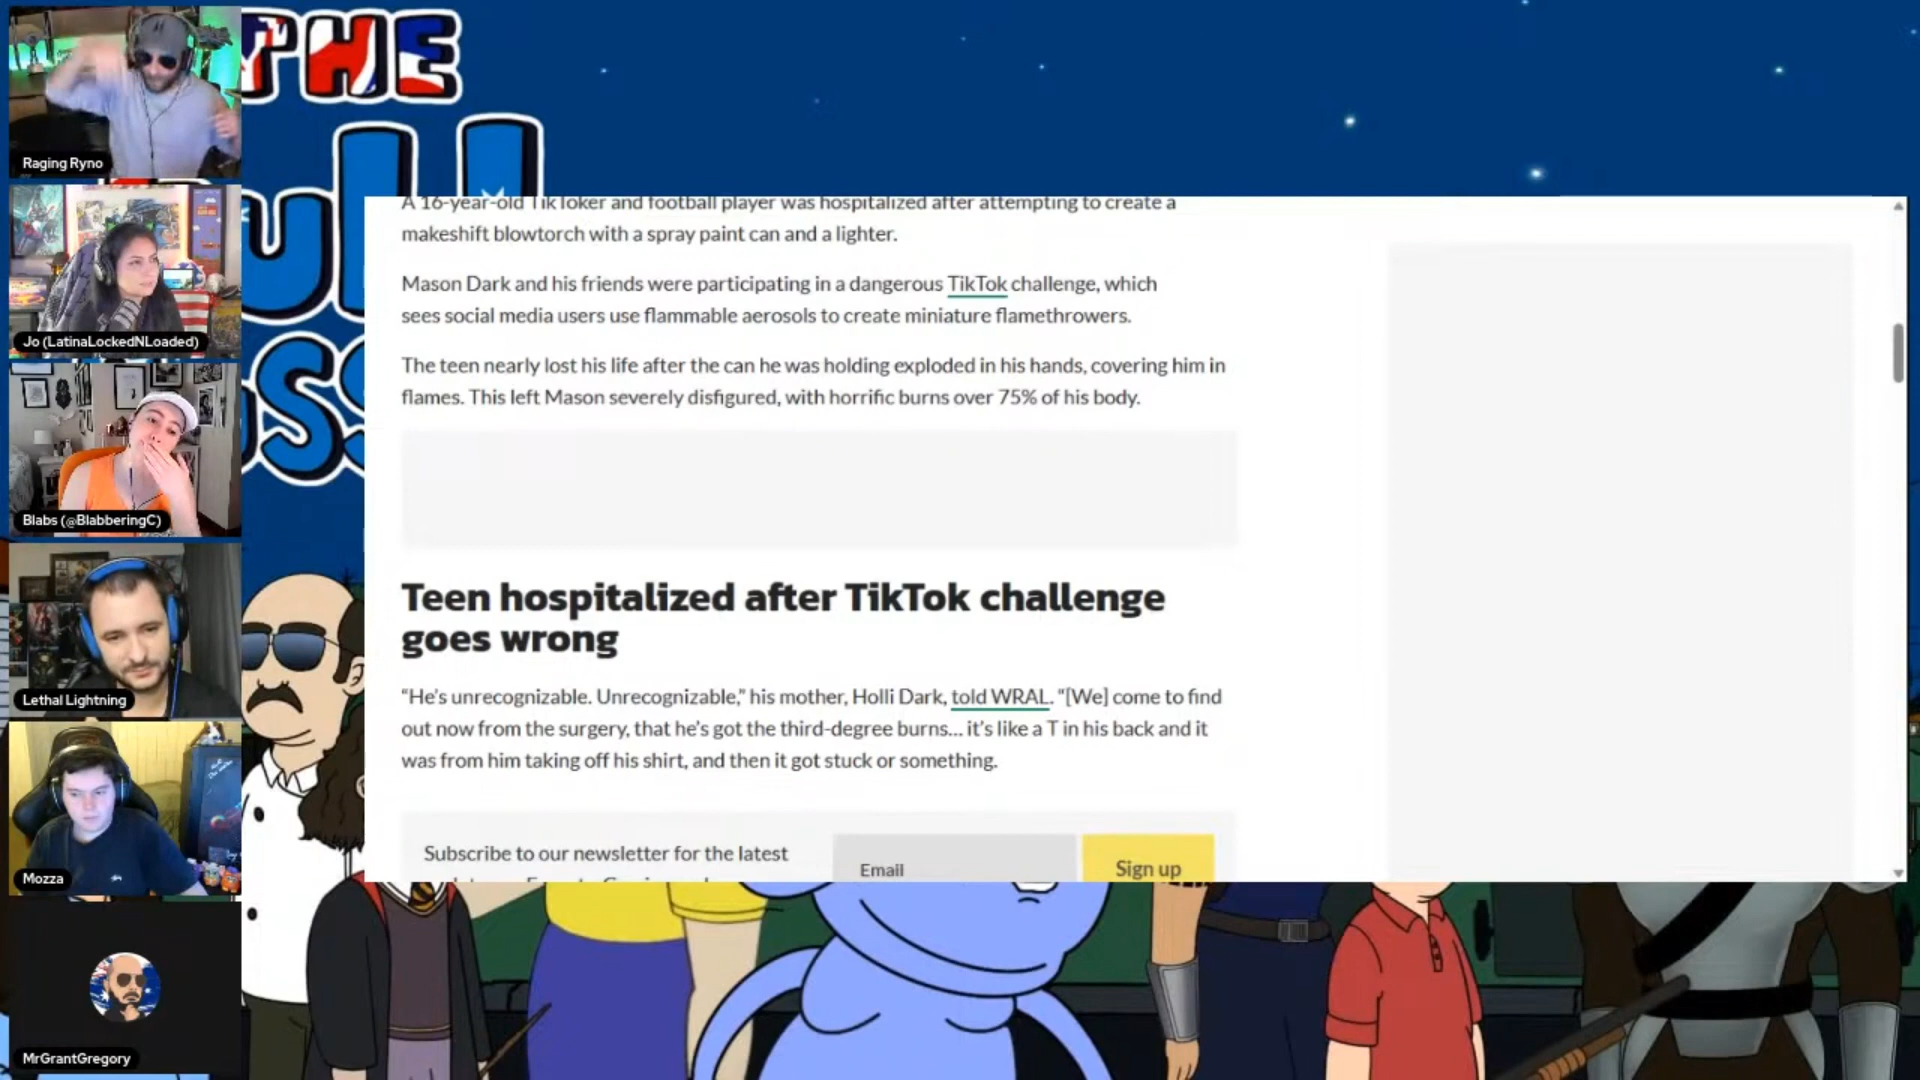 THE
Raging Ryno
Jo (LatinaLockedNLoaded)
Blabs (@BlabberingC)
Lethal Lightning
Mozza
MrGrantGregory
A 16-year-old TikToker and football player was hospitalized after attempting to create a
makeshift blowtorch with a spray paint can and a lighter.
Mason Dark and his friends were participating in a dangerous TikTok challenge, which
sees social media users use flammable aerosols to create miniature flamethrowers.
The teen nearly lost his life after the can he was holding exploded in his hands, covering him in
flames. This left Mason severely disfigured, with horrific burns over 75% of his body.
Teen hospitalized after TikTok challenge
goes wrong
“He’s unrecognizable. Unrecognizable,” his mother, Holli Dark, told WRAL. “[We] come to find
out now from the surgery, that he’s got the third-degree burns… it’s like a T in his back and it
was from him taking off his shirt, and then it got stuck or something.
Subscribe to our newsletter for the latest
Email
Sign up